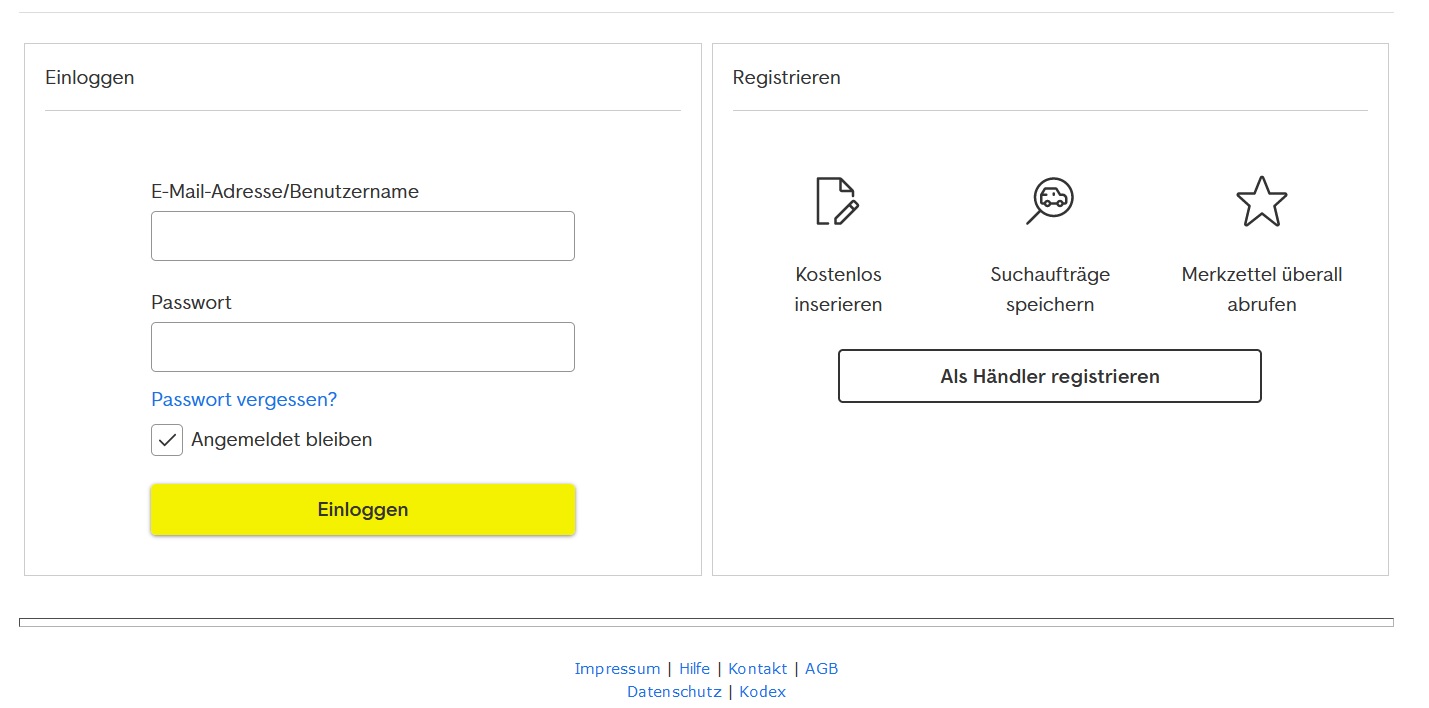 Einloggen
E-Mail-Adresse/Benutzername
Passwort
Passwort vergessen?
Angemeldet bleiben
Einloggen
Registrieren
Kostenlos
inserieren
Suchaufträge
speichern
Merkzettel überall
abrufen
Als Händler registrieren
Impressum | Hilfe | Kontakt | AGB
Datenschutz | Kodex